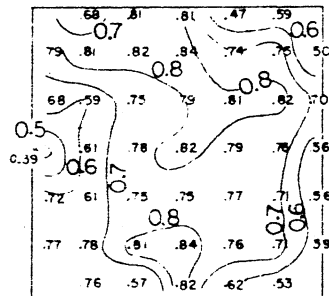 .68 .81 .81 .47 .59
0.7 0.6
.79 .81 .82 .84 .74 .75 .50
0.8 0.8
.68 .59 .75 .79 .81 .82 .70
0.5
0.39 .61 .78 .82 .79 .78 .56
0.6 0.7
.72 .61 .75 .75 .77 .71 .56
0.8 0.7 0.6
.77 .78 .81 .84 .76 .71 .59
.76 .57 .82 .62 .53